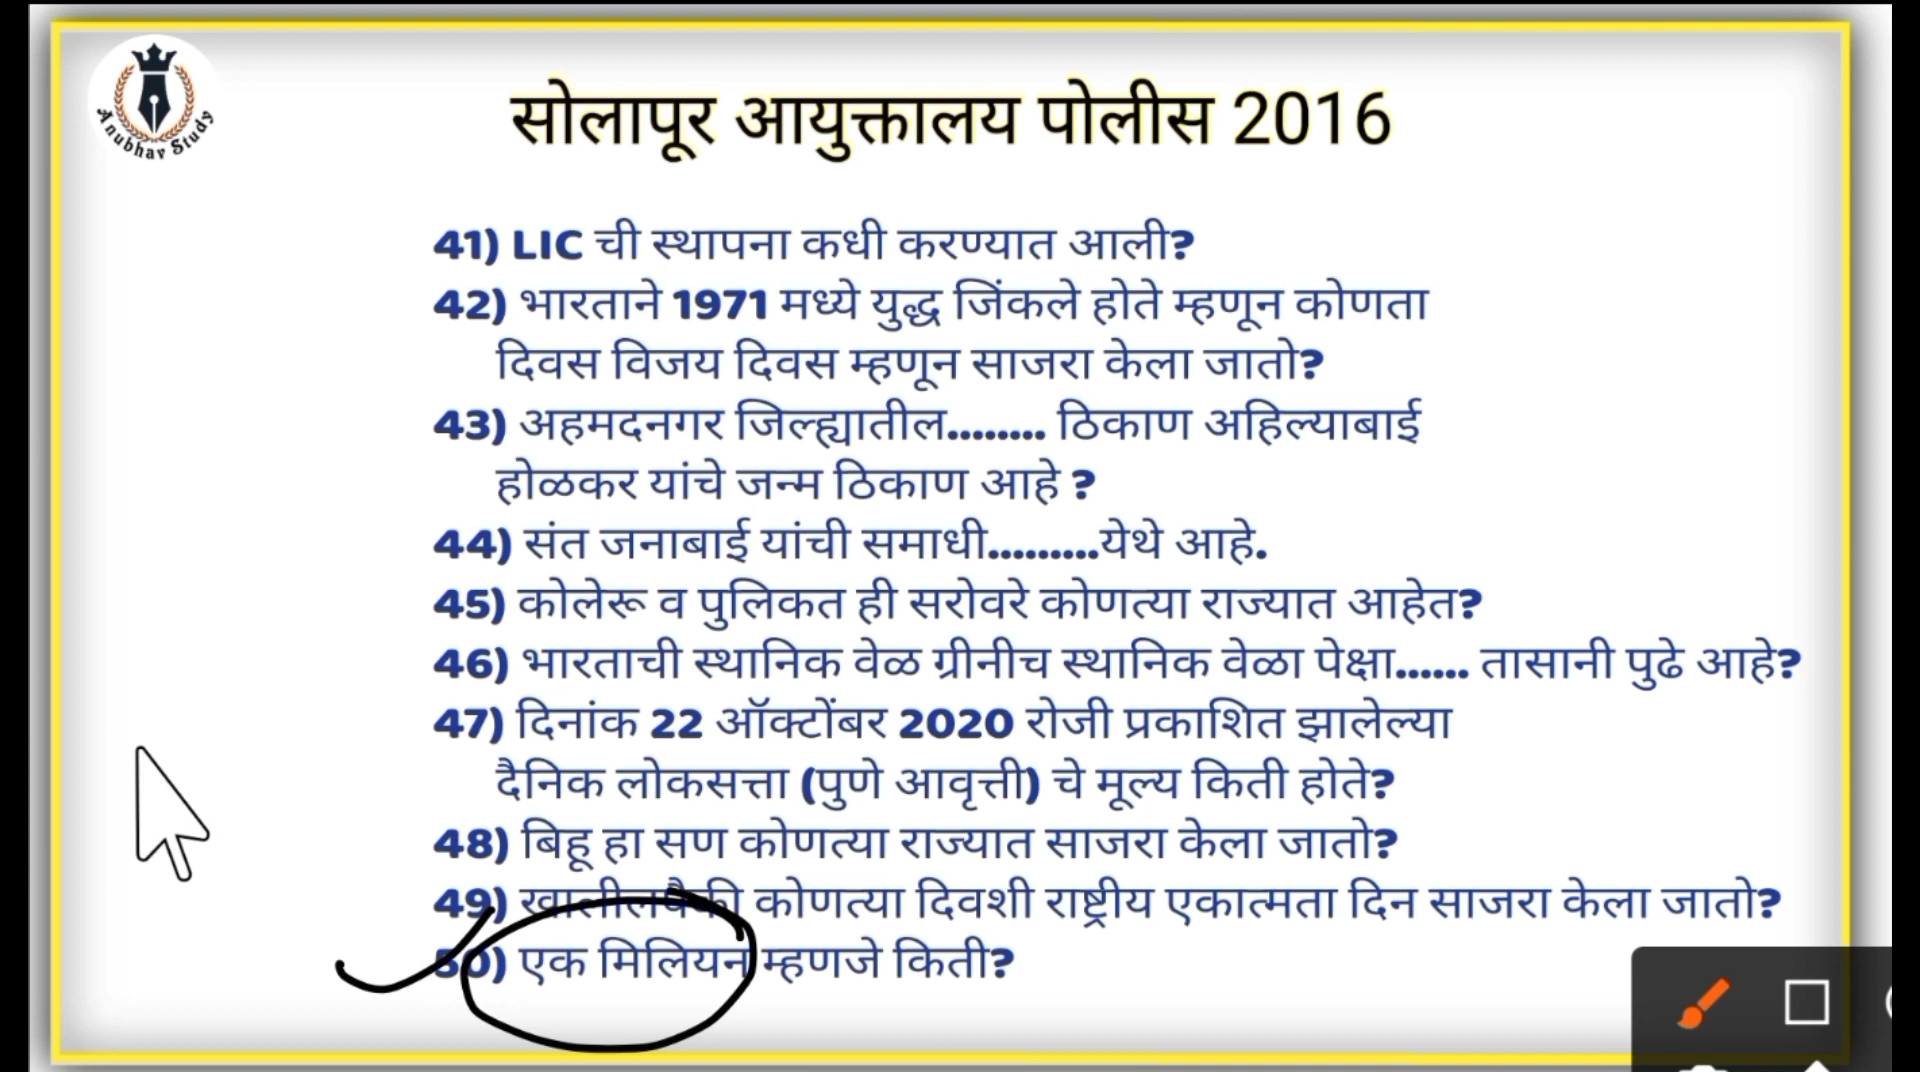 Anubhav Study
सोलापूर आयुक्तालय पोलीस 2016
41) LIC ची स्थापना कधी करण्यात आली?
42) भारताने 1971 मध्ये युद्ध जिंकले होते म्हणून कोणता
दिवस विजय दिवस म्हणून साजरा केला जातो?
43) अहमदनगर जिल्ह्यातील........ ठिकाण अहिल्याबाई
होळकर यांचे जन्म ठिकाण आहे ?
44) संत जनाबाई यांची समाधी.........येथे आहे.
45) कोलेरू व पुलिकत ही सरोवरे कोणत्या राज्यात आहेत?
46) भारताची स्थानिक वेळ ग्रीनीच स्थानिक वेळा पेक्षा...... तासानी पुढे आहे?
47) दिनांक 22 ऑक्टोंबर 2020 रोजी प्रकाशित झालेल्या
दैनिक लोकसत्ता (पुणे आवृत्ती) चे मूल्य किती होते?
48) बिहू हा सण कोणत्या राज्यात साजरा केला जातो?
49) खालीलपैकी कोणत्या दिवशी राष्ट्रीय एकात्मता दिन साजरा केला जातो?
50) एक मिलियन म्हणजे किती?